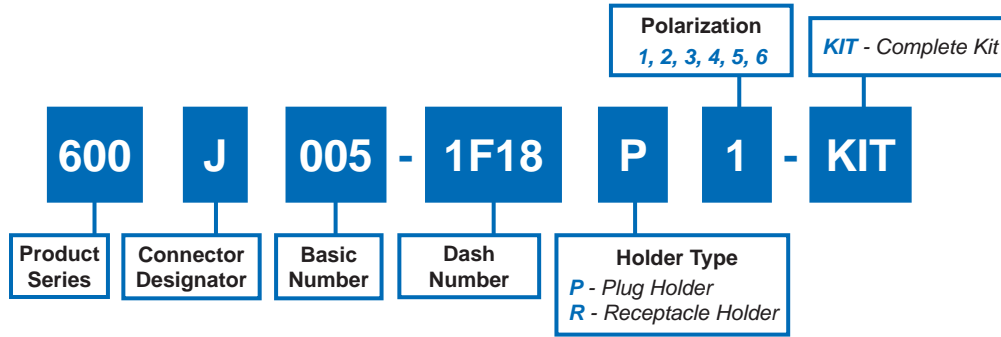 Polarization
1, 2, 3, 4, 5, 6
KIT - Complete Kit
600 J 005 - 1F18 P 1 - KIT
Product
Series
Connector
Designator
Basic
Number
Dash
Number
Holder Type
P - Plug Holder
R - Receptacle Holder